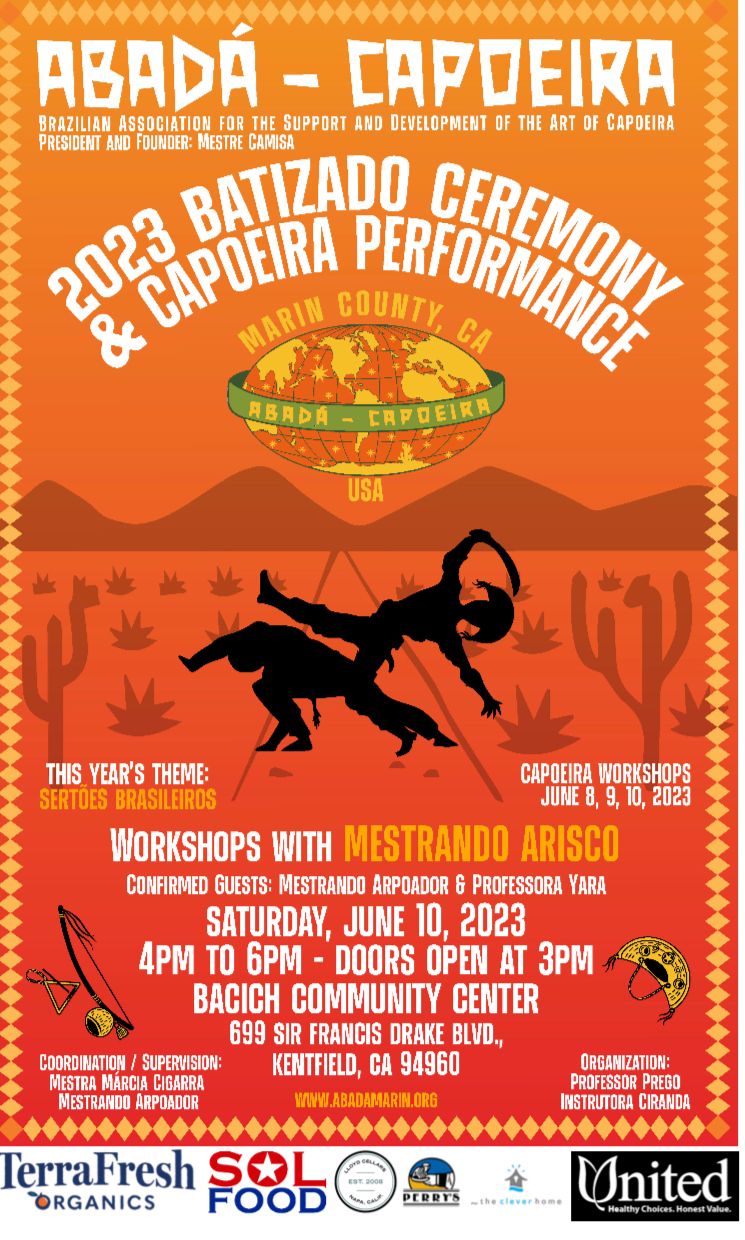 ABADÁ - CAPOEIRA
BRAZILIAN ASSOCIATION FOR THE SUPPORT AND DEVELOPMENT OF THE ART OF CAPOEIRA
PRESIDENT AND FOUNDER: MESTRE CAMISA
2023 BATIZADO CEREMONY
& CAPOEIRA PERFORMANCE
MARIN COUNTY, CA
ABADÁ - CAPOEIRA
USA
THIS YEAR'S THEME:
SERTÕES BRASILEIROS
CAPOEIRA WORKSHOPS
JUNE 8, 9, 10, 2023
WORKSHOPS WITH MESTRANDO ARISCO
CONFIRMED GUESTS: MESTRANDO ARPOADOR & PROFESSORA YARA
SATURDAY, JUNE 10, 2023
4PM TO 6PM - DOORS OPEN AT 3PM
BACICH COMMUNITY CENTER
699 SIR FRANCIS DRAKE BLVD.,
KENTFIELD, CA 94960
COORDINATION / SUPERVISION:
MESTRA MÁRCIA CIGARRA
MESTRANDO ARPOADOR
WWW.ABADAMARIN.ORG
ORGANIZATION:
PROFESSOR PREGO
INSTRUTORA CIRANDA
TerraFresh
ORGANICS
SOL
FOOD
LLOYD CELLARS
EST. 2008
NAPA, CALIF.
PERRY'S
the clever home
United
Healthy Choices. Honest Value.